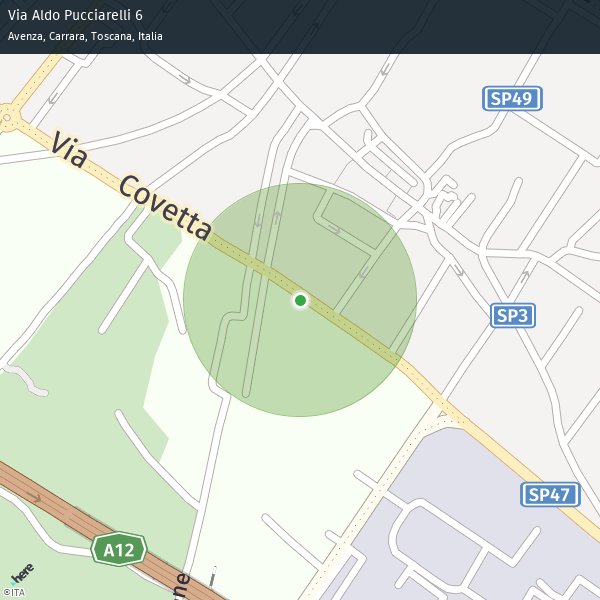 Via Aldo Pucciarelli 6
Avenza, Carrara, Toscana, Italia
SP49
Via Covetta
SP3
SP47
A12
here
©ITA